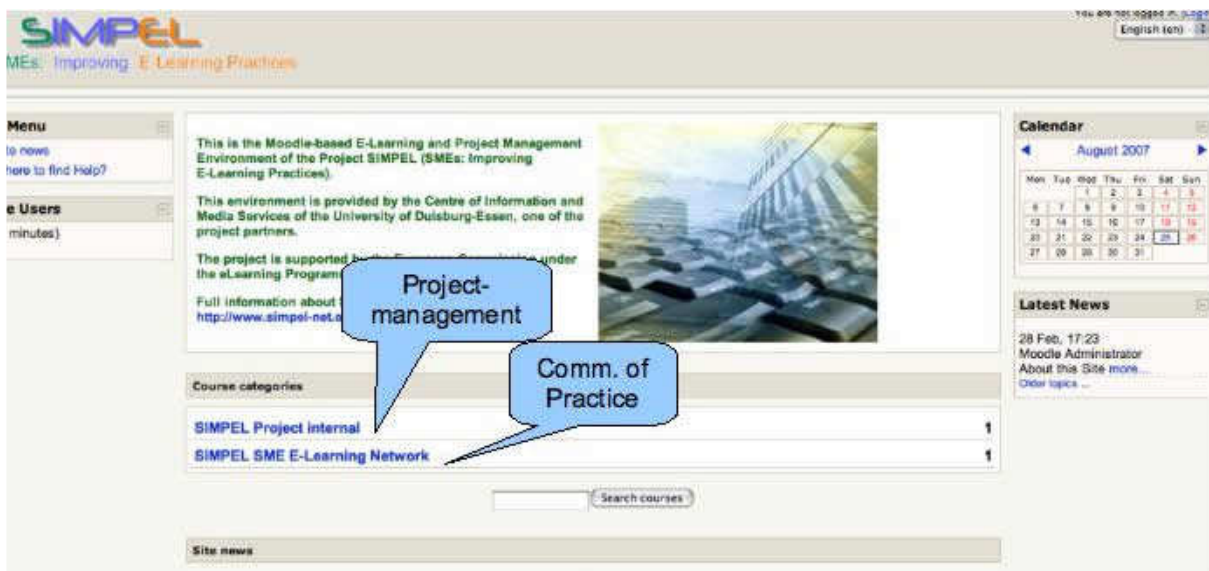 You are not logged in. (Login
English (en)
SIMPEL
MEs: Improving E-Learning Practices
Menu
te news
here to find Help?
e Users
minutes)
This is the Moodle-based E-Learning and Project Management
Environment of the Project SIMPEL (SMEs: Improving
E-Learning Practices).
This environment is provided by the Centre of Information and
Media Services of the University of Duisburg-Essen, one of the
project partners.
The project is supported by the European Commission under
the eLearning Program
Full information about
http://www.simpel-net.
Project-
management
Comm. of
Practice
Course categories
SIMPEL Project internal 1
SIMPEL SME E-Learning Network 1
Search courses
Site news
Calendar
August 2007
Mon Tue Wed Thu Fri Sat Sun
1 2 3 4 5
6 7 8 9 10 11 12
13 14 15 16 17 18 19
20 21 22 23 24 25 26
27 28 29 30 31
Latest News
28 Feb, 17:23
Moodle Administrator
About this Site more...
Older topics ...